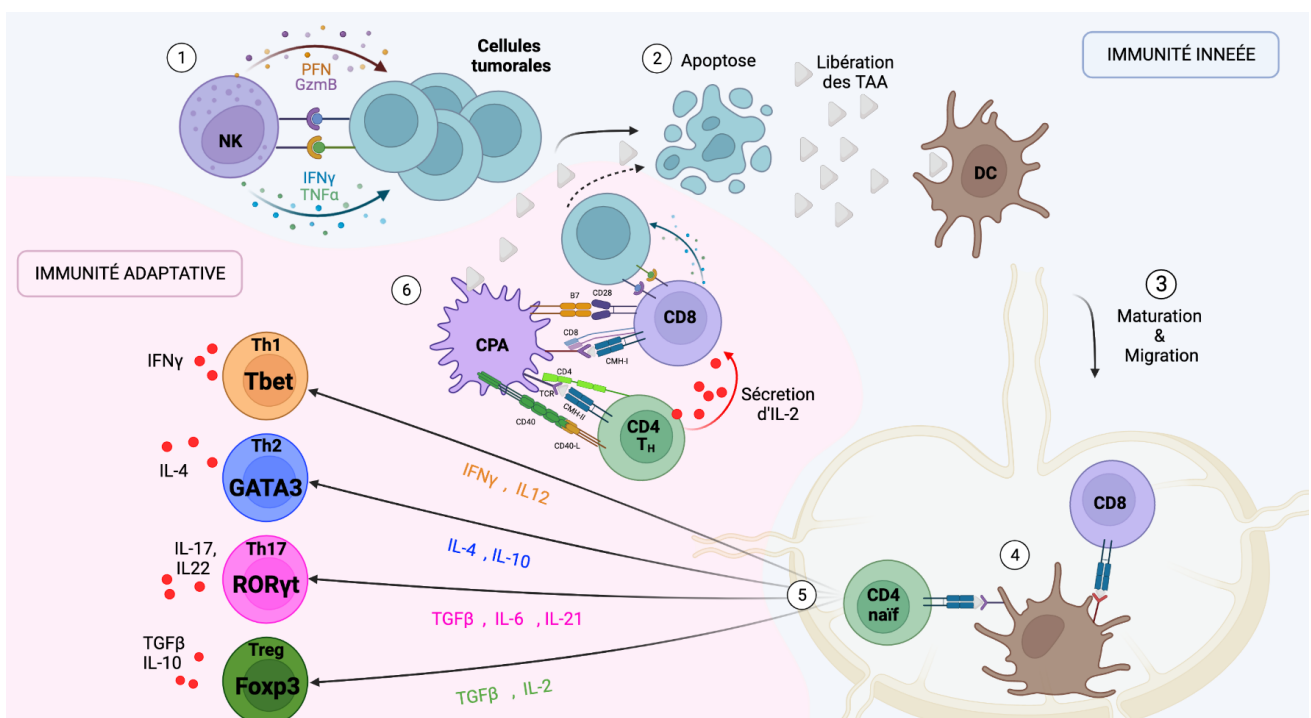 1
PFN
GzmB
NK
IFNγ
TNFα
Cellules
tumorales
2
Apoptose
Libération
des TAA
IMMUNITÉ INNEÉE
DC
IMMUNITÉ ADAPTATIVE
6
CPA
B7
CD28
CD8
CMH-I
CD8
CD4
TCR
CMH-II
CD40
CD40-L
CD4
TH
Sécrétion
d'IL-2
3
Maturation
&
Migration
IFNγ
Th1
Tbet
IL-4
Th2
GATA3
IL-17,
IL22
Th17
RORγt
TGFβ
IL-10
Treg
Foxp3
IFNγ , IL12
IL-4 , IL-10
TGFβ , IL-6 , IL-21
TGFβ , IL-2
5
CD4
naïf
4
CD8